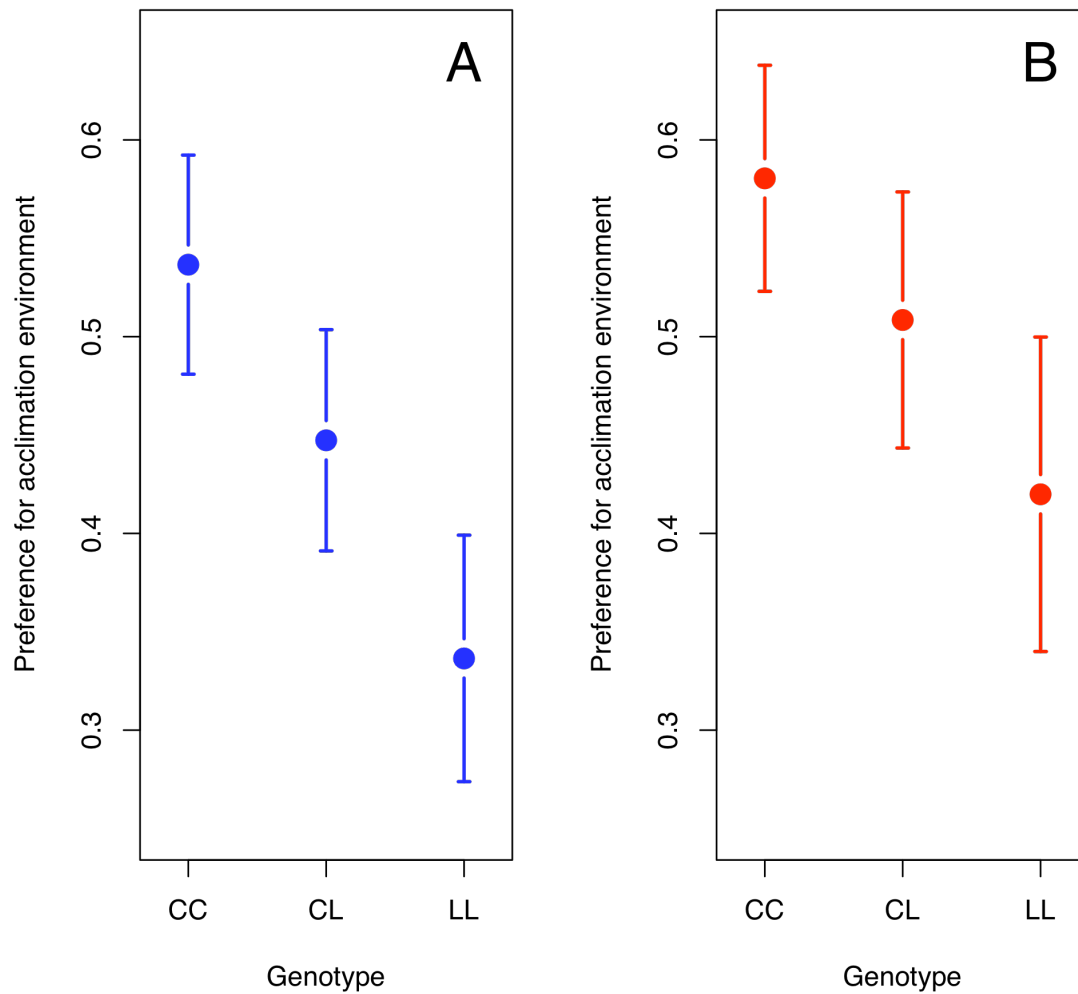 A
Preference for acclimation environment
0.6
0.5
0.4
0.3
CC CL LL
Genotype
B
Preference for acclimation environment
0.6
0.5
0.4
0.3
CC CL LL
Genotype